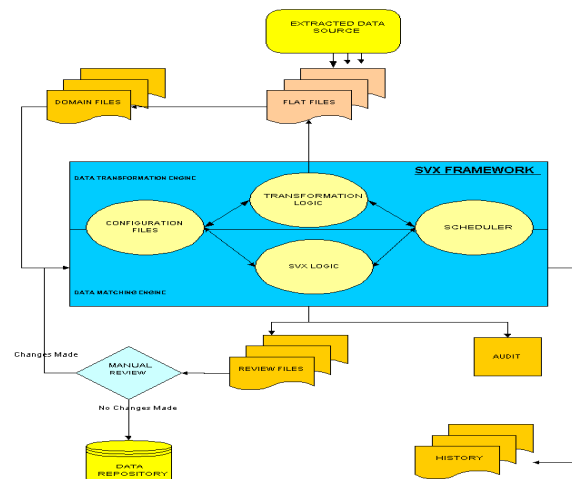 EXTRACTED DATA
SOURCE
DOMAIN FILES
FLAT FILES
SVX FRAMEWORK
DATA TRANSFORMATION ENGINE
TRANSFORMATION
LOGIC
CONFIGURATION
FILES
SCHEDULER
SVX LOGIC
DATA MATCHING ENGINE
Changes Made
MANUAL
REVIEW
REVIEW FILES
AUDIT
No Changes Made
DATA
REPOSITORY
HISTORY